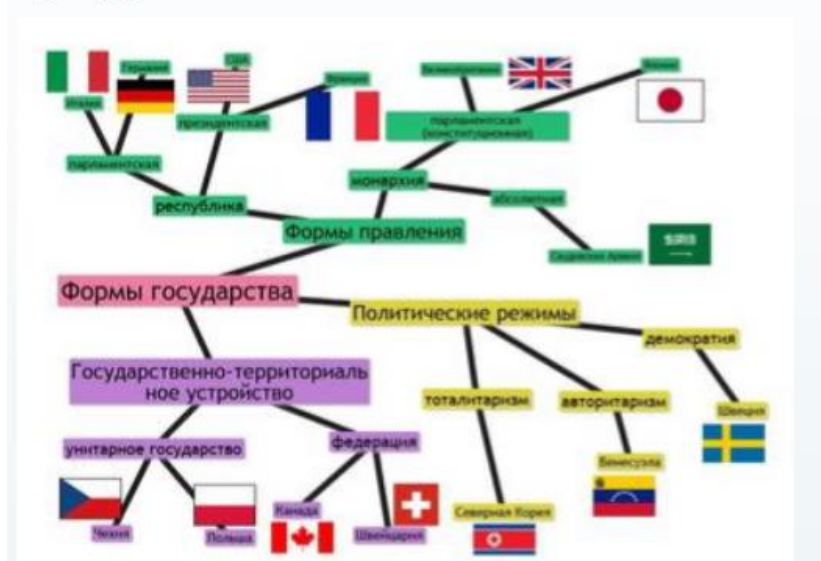 Германия
США
Италия
Франция
президентская
парламентская
республика
Великобритания
Япония
парламентская
(конституционная)
монархия
абсолютная
Саудовская Аравия
Формы правления
Формы государства
Политические режимы
демократия
Швеция
тоталитаризм
авторитаризм
Венесуэла
Северная Корея
Государственно-территориаль
ное устройство
унитарное государство
федерация
Чехия
Польша
Канада
Швейцария